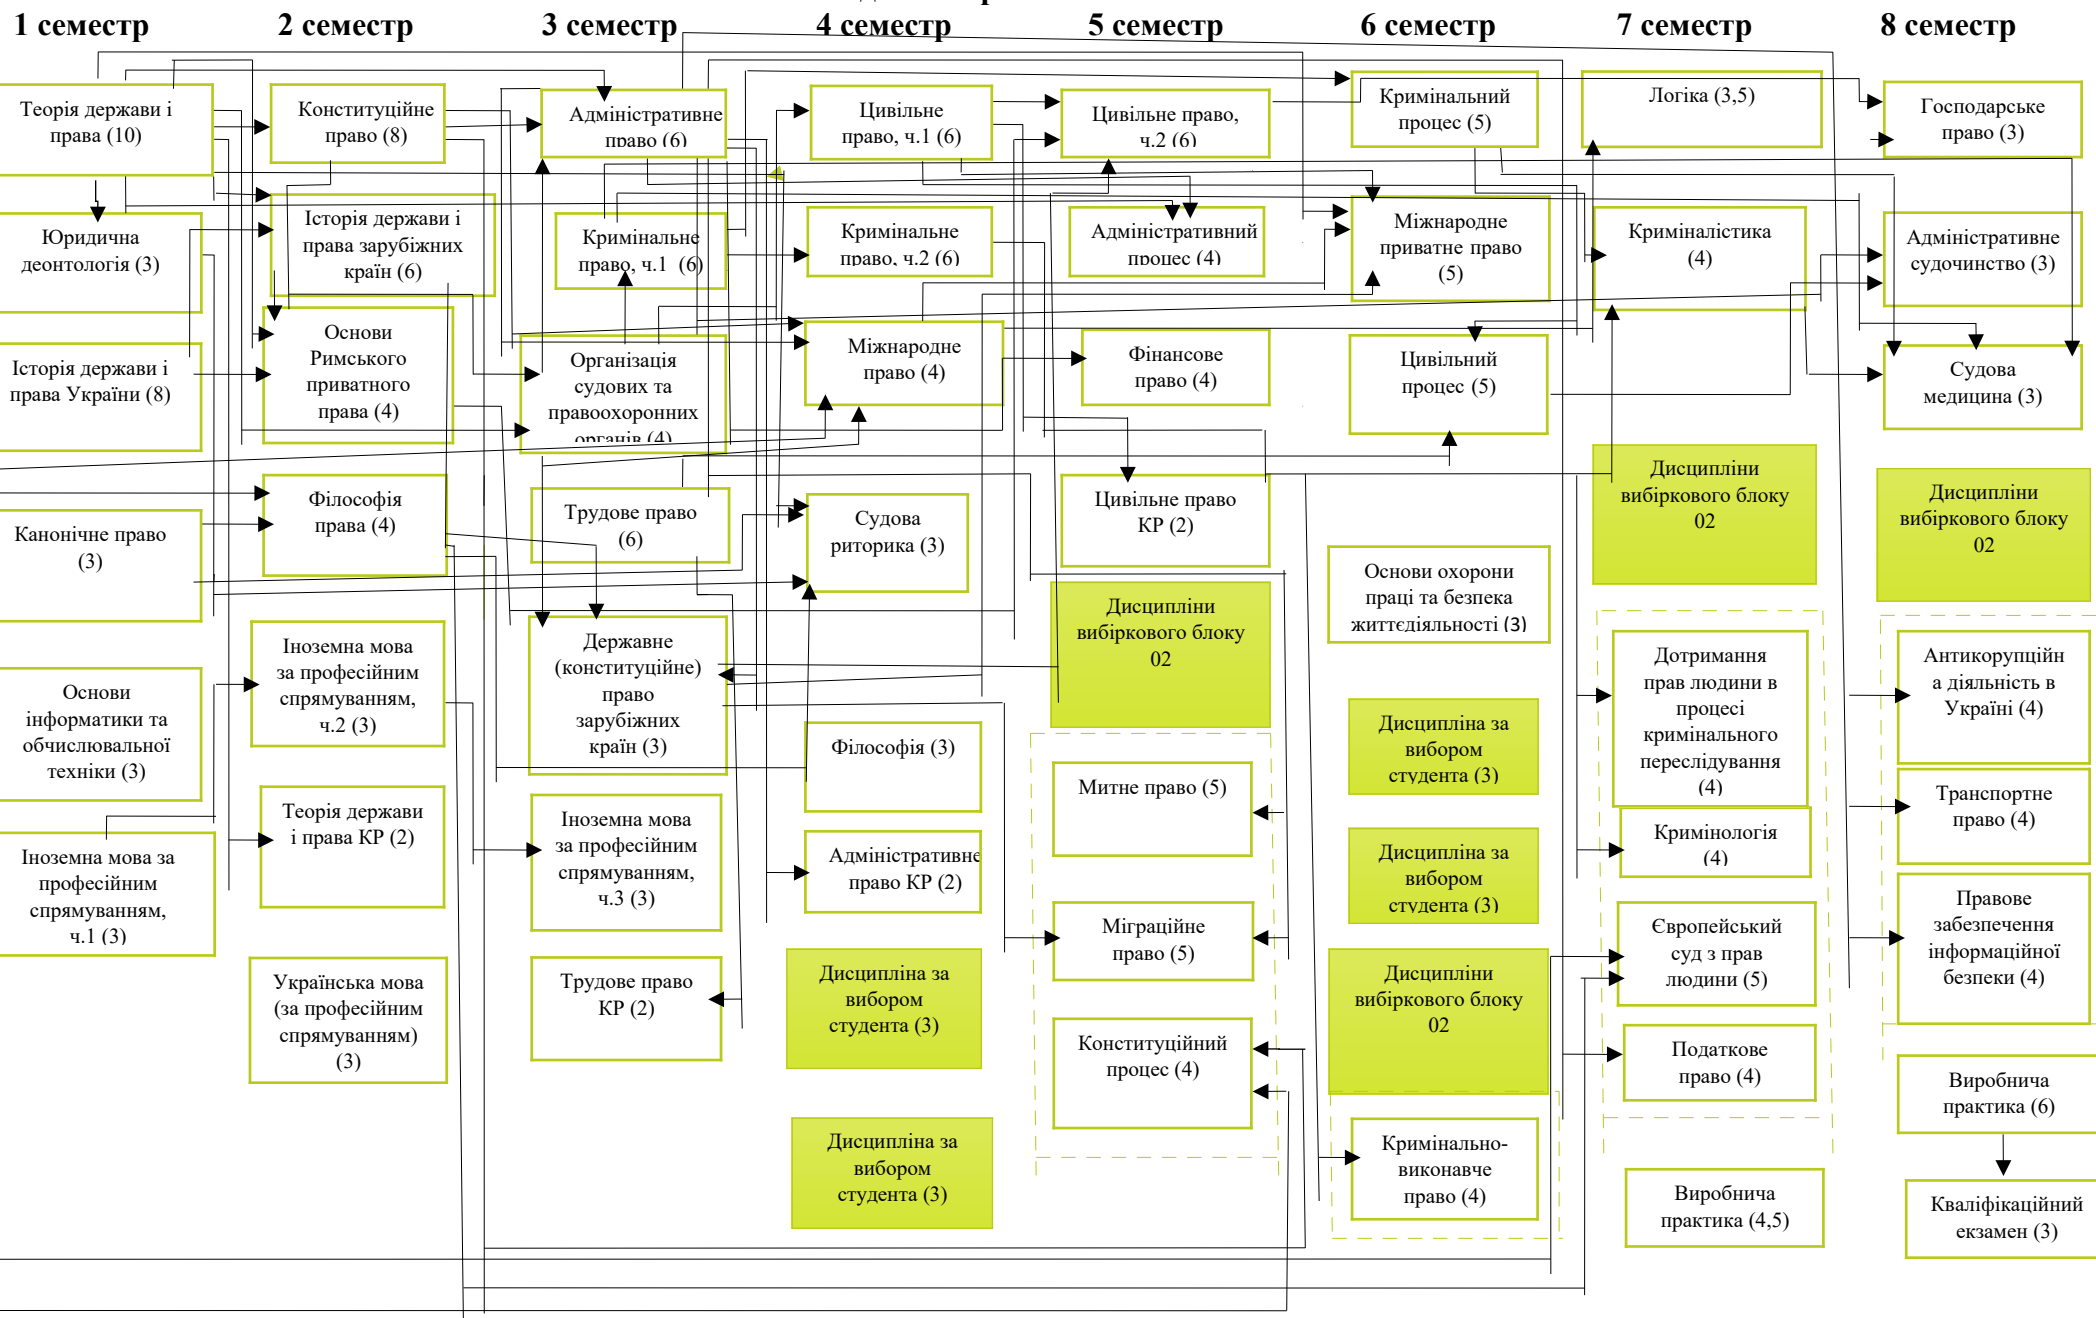 1 семестр
2 семестр
3 семестр
4 семестр
5 семестр
6 семестр
7 семестр
8 семестр
Теорія держави і
права (10)
Юридична
деонтологія (3)
Історія держави і
права України (8)
Канонічне право
(3)
Основи
інформатики та
обчислювальної
техніки (3)
Іноземна мова за
професійним
спрямуванням,
ч.1 (3)
Конституційне
право (8)
Історія держави і
права зарубіжних
країн (6)
Основи
Римського
приватного
права (4)
Філософія
права (4)
Іноземна мова
за професійним
спрямуванням,
ч.2 (3)
Теорія держави
і права КР (2)
Українська мова
(за професійним
спрямуванням)
(3)
Адміністративне
право (6)
Кримінальне
право, ч.1 (6)
Організація
судових та
правоохоронних
органів (4)
Трудове право
(6)
Державне
(конституційне)
право
зарубіжних
країн (3)
Іноземна мова
за професійним
спрямуванням,
ч.3 (3)
Трудове право
КР (2)
Цивільне
право, ч.1 (6)
Кримінальне
право, ч.2 (6)
Міжнародне
право (4)
Судова
риторика (3)
Філософія (3)
Адміністративне
право КР (2)
Дисципліна за
вибором
студента (3)
Дисципліна за
вибором
студента (3)
Цивільне право,
ч.2 (6)
Адміністративний
процес (4)
Фінансове
право (4)
Цивільне право
КР (2)
Дисципліни
вибіркового блоку
02
Митне право (5)
Міграційне
право (5)
Конституційний
процес (4)
Кримінальний
процес (5)
Міжнародне
приватне право
(5)
Цивільний
процес (5)
Основи охорони
праці та безпека
життєдіяльності (3)
Дисципліна за
вибором
студента (3)
Дисципліна за
вибором
студента (3)
Дисципліни
вибіркового блоку
02
Кримінально-
виконавче
право (4)
Логіка (3,5)
Криміналістика
(4)
Дисципліни
вибіркового блоку
02
Дотримання
прав людини в
процесі
кримінального
переслідування
(4)
Кримінологія
(4)
Європейський
суд з прав
людини (5)
Податкове
право (4)
Виробнича
практика (4,5)
Господарське
право (3)
Адміністративне
судочинство (3)
Судова
медицина (3)
Дисципліни
вибіркового блоку
02
Антикорупційн
а діяльність в
Україні (4)
Транспортне
право (4)
Правове
забезпечення
інформаційної
безпеки (4)
Виробнича
практика (6)
Кваліфікаційний
екзамен (3)